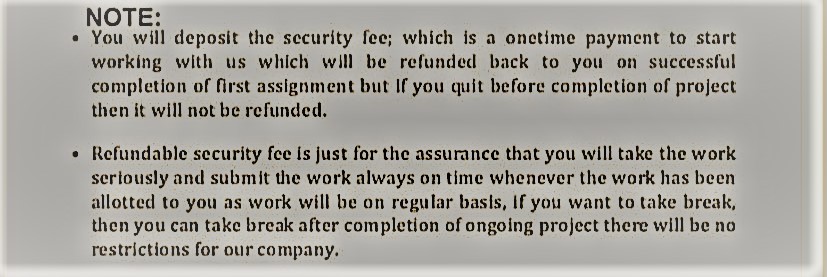 NOTE:
• You will deposit the security fee; which is a onetime payment to start
working with us which will be refunded back to you on successful
completion of first assignment but If you quit before completion of project
then it will not be refunded.
• Refundable security fee is just for the assurance that you will take the work
seriously and submit the work always on time whenever the work has been
allotted to you as work will be on regular basis, if you want to take break,
then you can take break after completion of ongoing project there will be no
restrictions for our company.